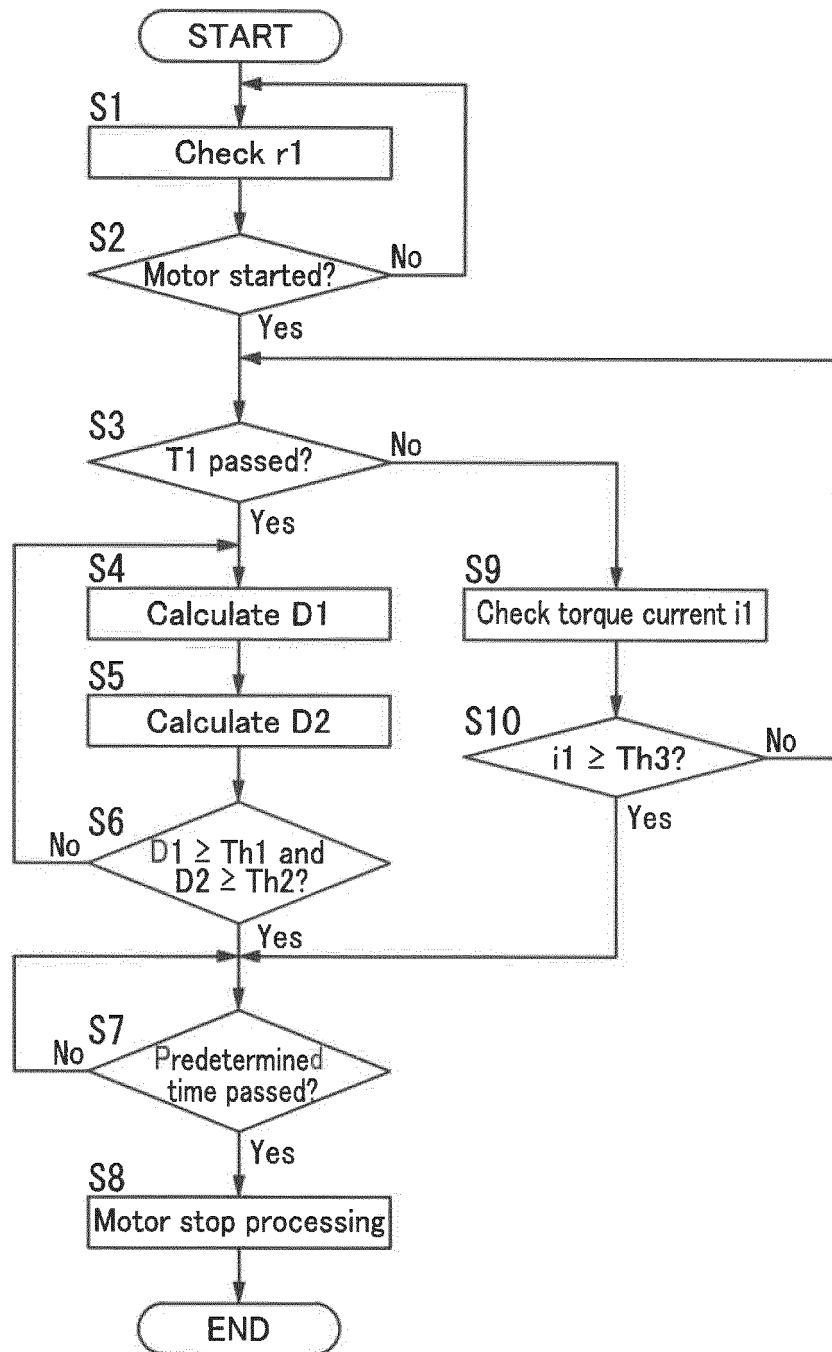 START
S1
Check r1
S2
Motor started?
No
Yes
S3
T1 passed?
No
Yes
S4
Calculate D1
S9
Check torque current i1
S5
Calculate D2
S10
i1 ≥ Th3?
No
Yes
S6
D1 ≥ Th1 and
D2 ≥ Th2?
No
Yes
S7
Predetermined
time passed?
No
Yes
S8
Motor stop processing
END